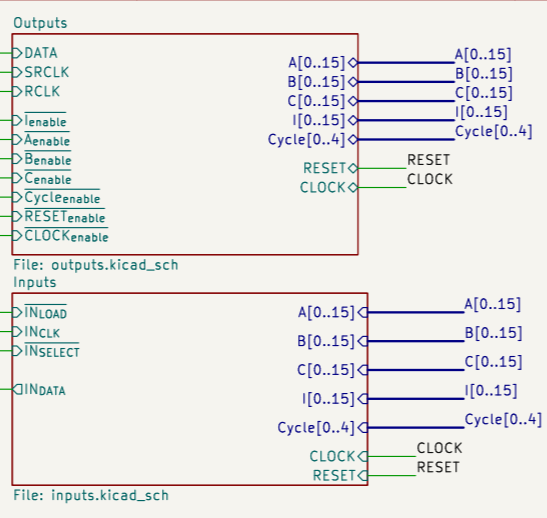 Outputs
DATA
SRCLK
RCLK
Ienable
Aenable
Benable
Cenable
Cycleenable
RESETenable
CLOCKenable
A[0..15]
B[0..15]
C[0..15]
I[0..15]
Cycle[0..4]
RESET
CLOCK
A[0..15]
B[0..15]
C[0..15]
I[0..15]
Cycle[0..4]
RESET
CLOCK
File: outputs.kicad_sch
Inputs
INLOAD
INCLK
INSELECT
INDATA
A[0..15]
B[0..15]
C[0..15]
I[0..15]
Cycle[0..4]
CLOCK
RESET
A[0..15]
B[0..15]
C[0..15]
I[0..15]
Cycle[0..4]
CLOCK
RESET
File: inputs.kicad_sch